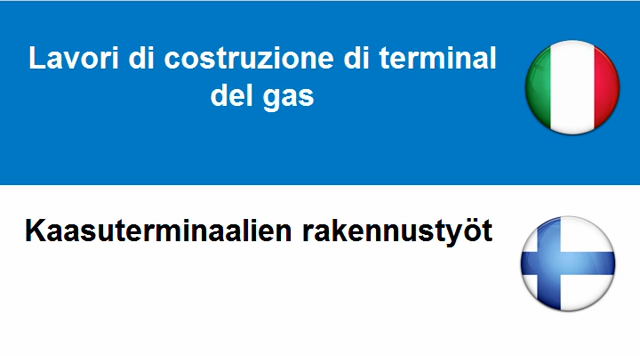 Lavori di costruzione di terminal
del gas
Kaasuterminaalien rakennustyöt